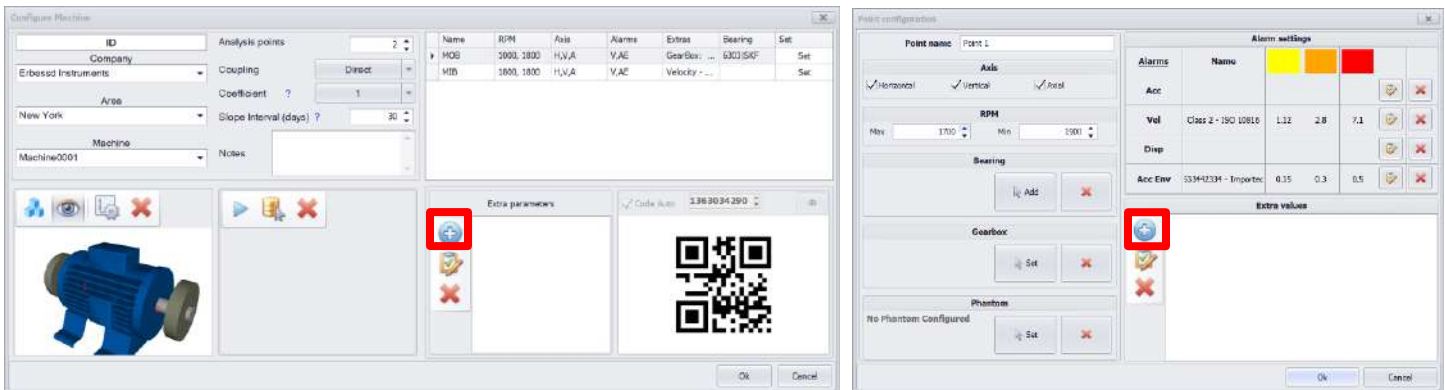 Configure Machine
ID
Company
Erbessd Instruments
Area
New York
Machine
Machine0001
Analysis points 2
Coupling Direct
Coefficient ? 1
Slope Interval (days) ? 30
Notes
Name RPM Axis Alarms Extras Bearing Set
MOB 1000, 1800 H,V,A V,AE GearBox: ... 6303|SKF Set
MIB 1800, 1800 H,V,A V,AE Velocity - ... Set
Extra parameters
Code Auto 1363034290
Ok Cancel
Point configuration
Point name Point 1
Axis
Horizontal Vertical Axial
RPM
Max 1700 Min 1900
Bearing
Add
Gearbox
Set
Phantom
No Phantom Configured
Set
Alarm settings
Alarms Name
Acc
Vel Class 2 - ISO 10816 1.12 2.8 7.1
Disp
Acc Env - Imported 0.15 0.3 0.5
Extra values
Ok Cancel